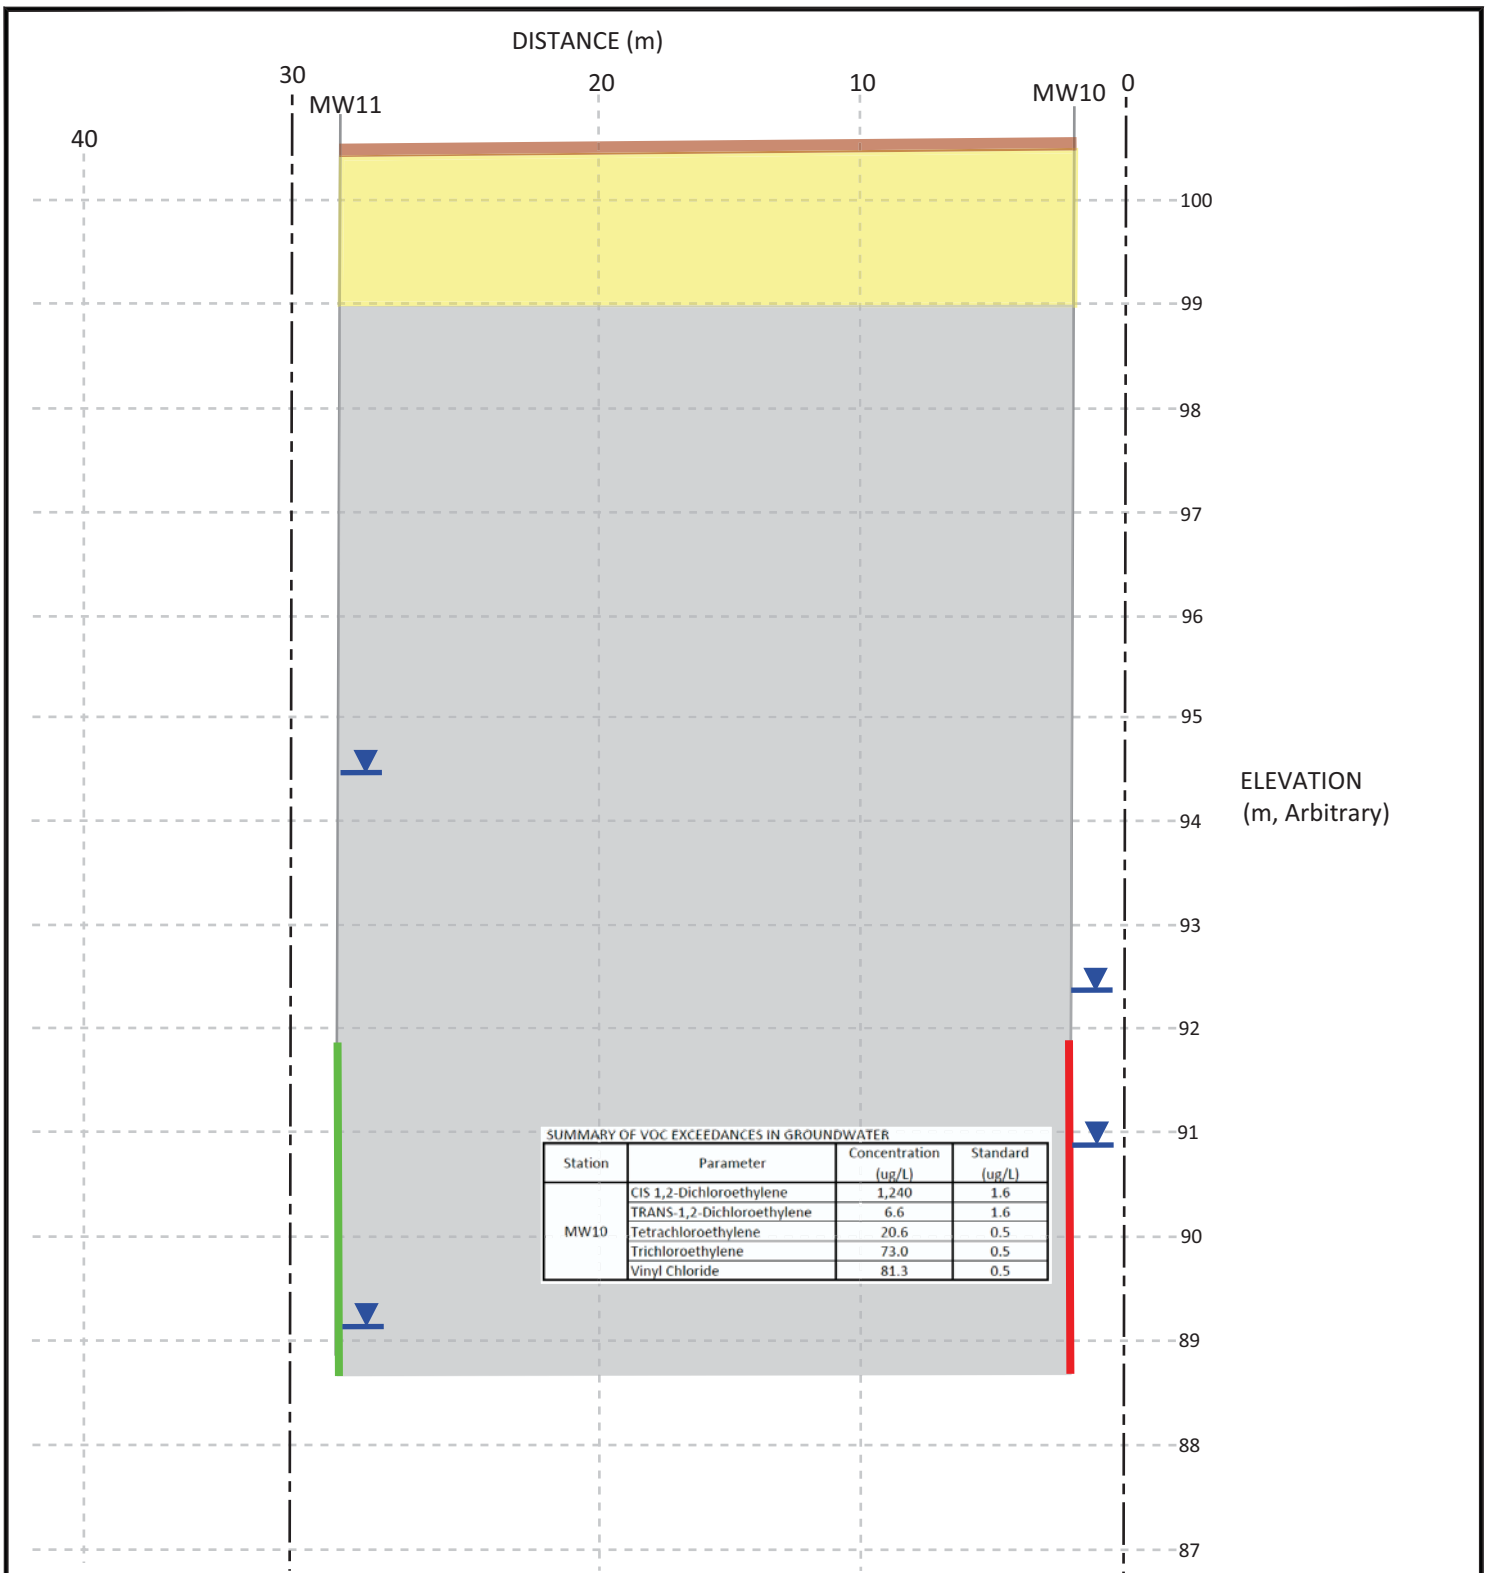 DISTANCE (m)
30 20 10 0
MW11 MW10
40
100
99
98
97
96
95
ELEVATION
(m, Arbitrary)
94
93
92
91
SUMMARY OF VOC EXCEEDANCES IN GROUNDWATER
Station Parameter Concentration (ug/L) Standard (ug/L)
MW10
CIS 1,2-Dichloroethylene 1,240 1.6
TRANS-1,2-Dichloroethylene 6.6 1.6
Tetrachloroethylene 20.6 0.5
Trichloroethylene 73.0 0.5
Vinyl Chloride 81.3 0.5
90
89
88
87